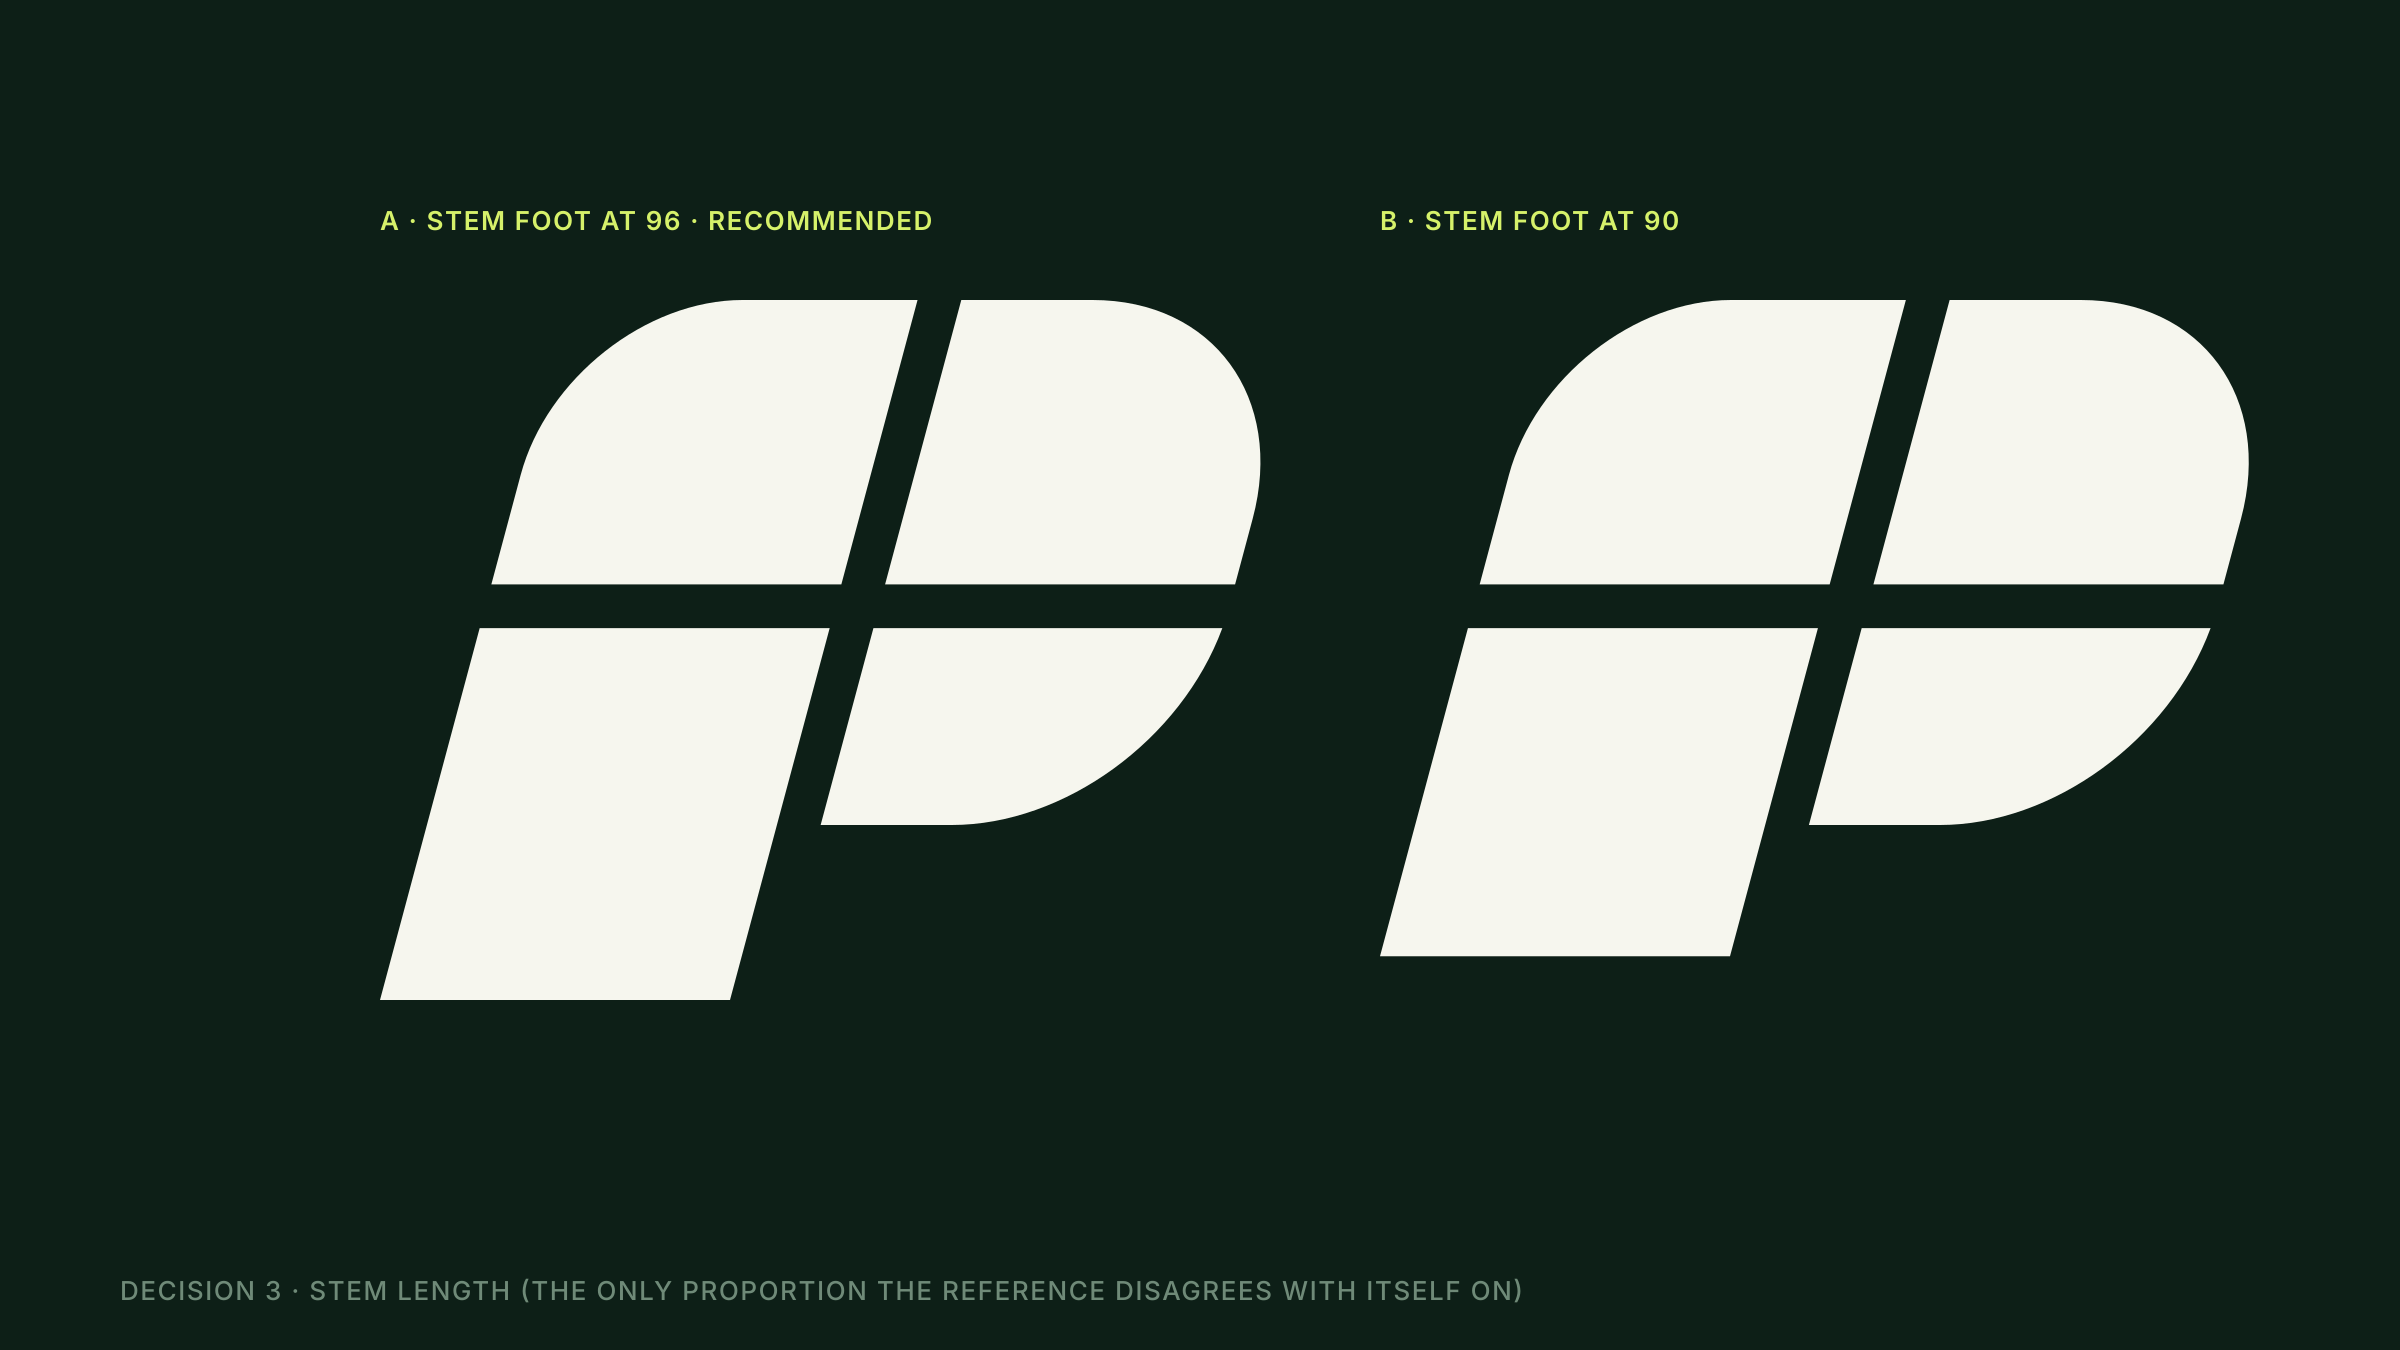 A · STEM FOOT AT 96 · RECOMMENDED
B · STEM FOOT AT 90
DECISION 3 · STEM LENGTH (THE ONLY PROPORTION THE REFERENCE DISAGREES WITH ITSELF ON)